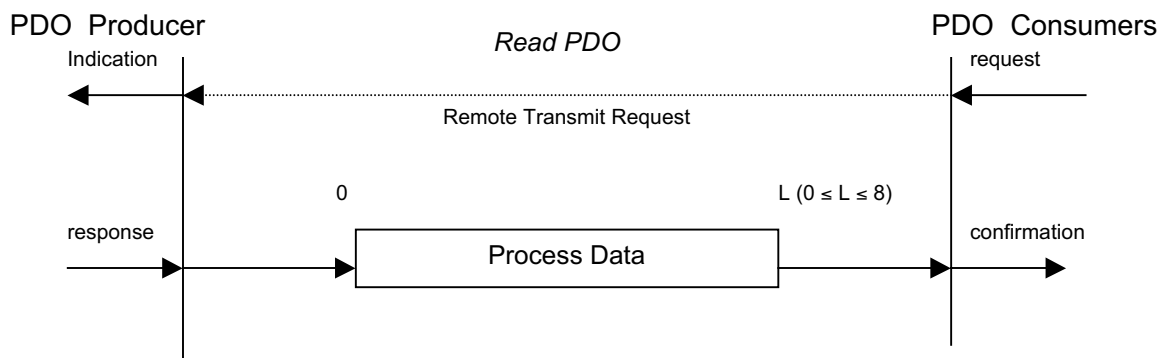 PDO Producer
Read PDO
PDO Consumers
Indication
request
Remote Transmit Request
0
L (0 ≤ L ≤ 8)
response
Process Data
confirmation